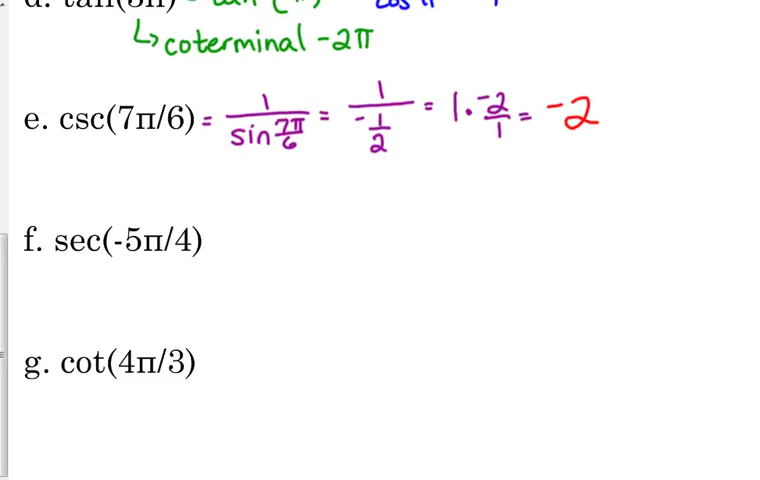 ↳ coterminal -2π
e. csc(7π/6) = 1/(sin 7π/6) = 1/(-1/2) = 1 · -2/1 = -2
f. sec(-5π/4)
g. cot(4π/3)